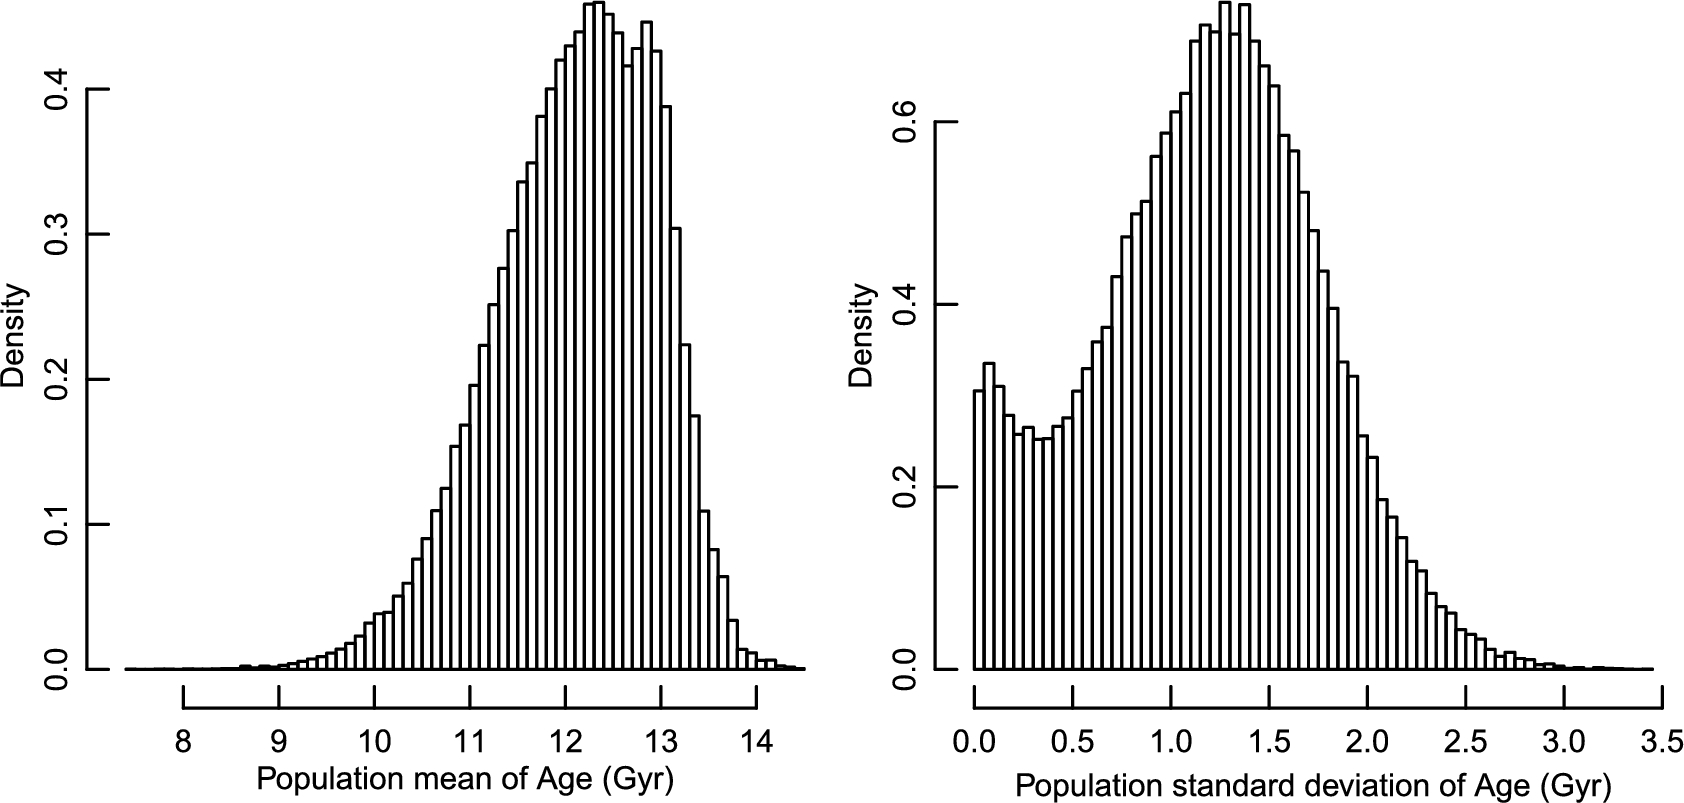 Density
0.0 0.1 0.2 0.3 0.4
8 9 10 11 12 13 14
Population mean of Age (Gyr)
Density
0.0 0.2 0.4 0.6
0.0 0.5 1.0 1.5 2.0 2.5 3.0 3.5
Population standard deviation of Age (Gyr)